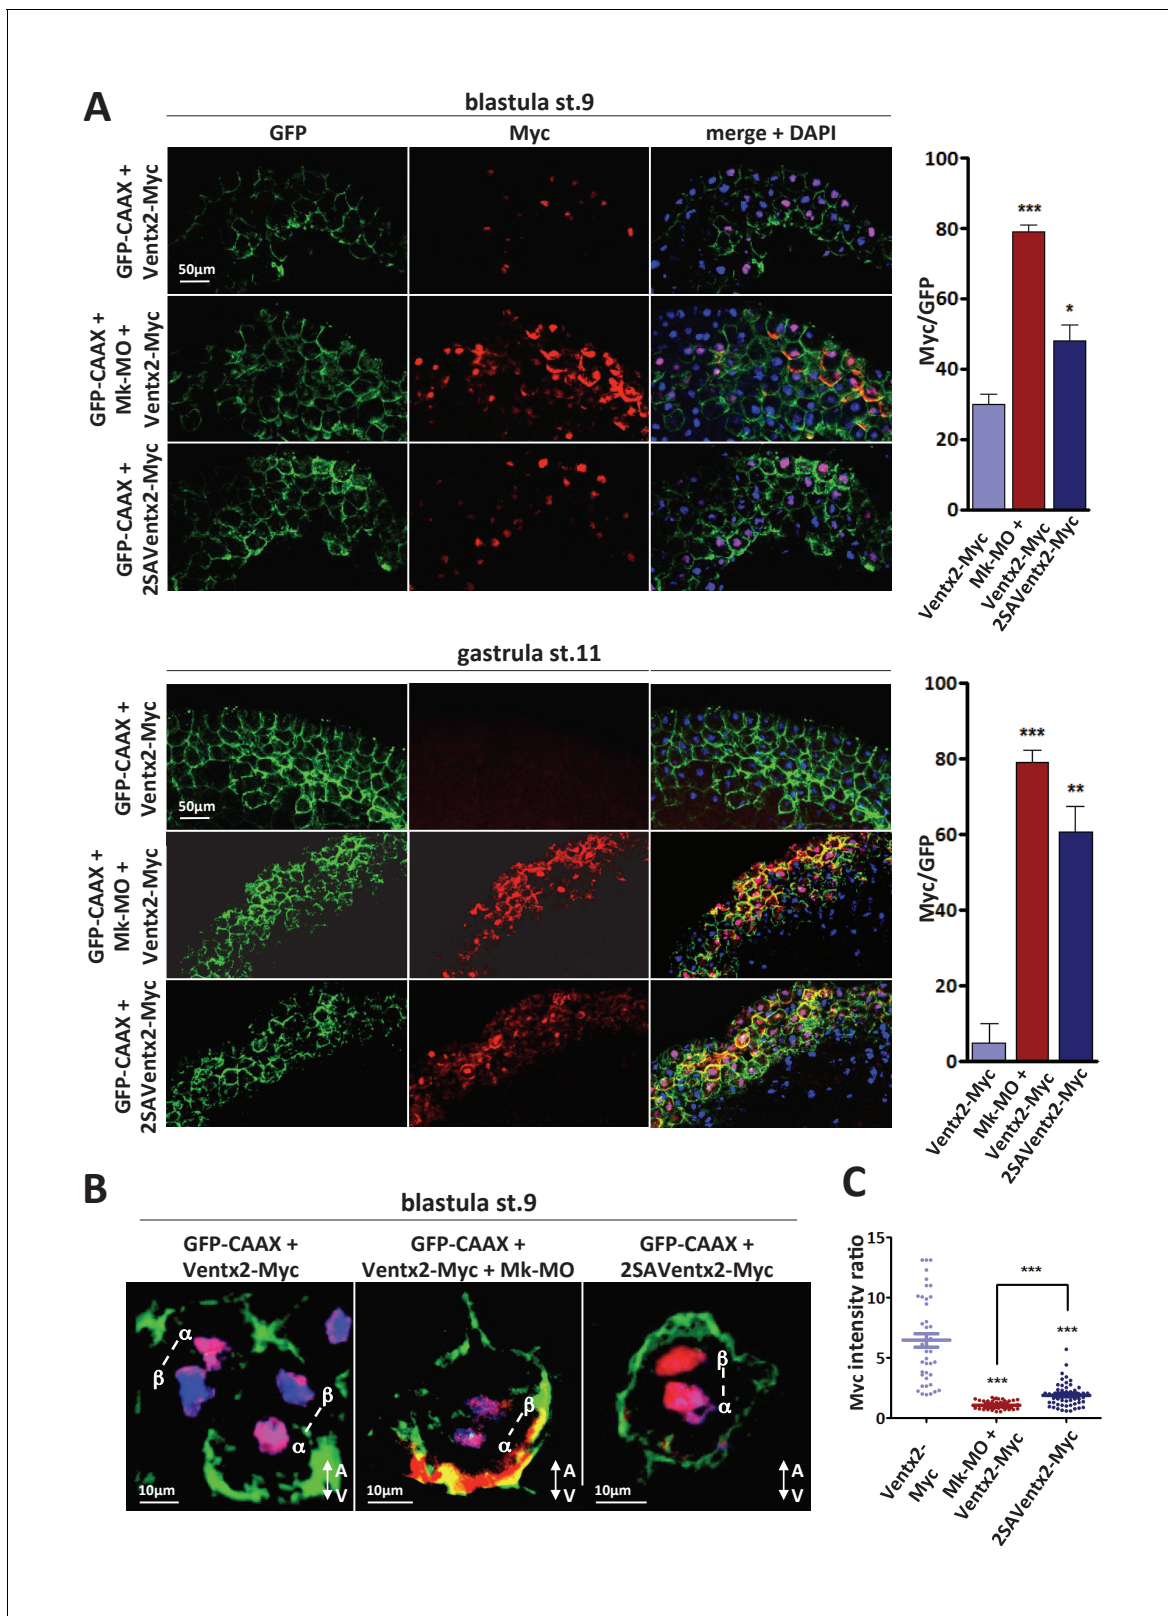 A
blastula st.9
GFP Myc merge + DAPI
GFP-CAAX +
Ventx2-Myc
50µm
GFP-CAAX +
Mk-MO +
Ventx2-Myc
GFP-CAAX +
2SAVentx2-Myc
100
80
60
40
20
0
Myc/GFP
***
*
Ventx2-Myc
Mk-MO +
Ventx2-Myc
2SAVentx2-Myc
gastrula st.11
GFP-CAAX +
Ventx2-Myc
50µm
GFP-CAAX +
Mk-MO +
Ventx2-Myc
GFP-CAAX +
2SAVentx2-Myc
100
80
60
40
20
0
Myc/GFP
***
**
Ventx2-Myc
Mk-MO +
Ventx2-Myc
2SAVentx2-Myc
B
blastula st.9
GFP-CAAX +
Ventx2-Myc
GFP-CAAX +
Ventx2-Myc + Mk-MO
GFP-CAAX +
2SAVentx2-Myc
α
β
β
α
A
V
10µm
β
α
A
V
10µm
β
α
A
V
10µm
C
15
10
5
0
Myc intensity ratio
***
***
***
Ventx2-
Myc
Mk-MO +
Ventx2-Myc
2SAVentx2-Myc